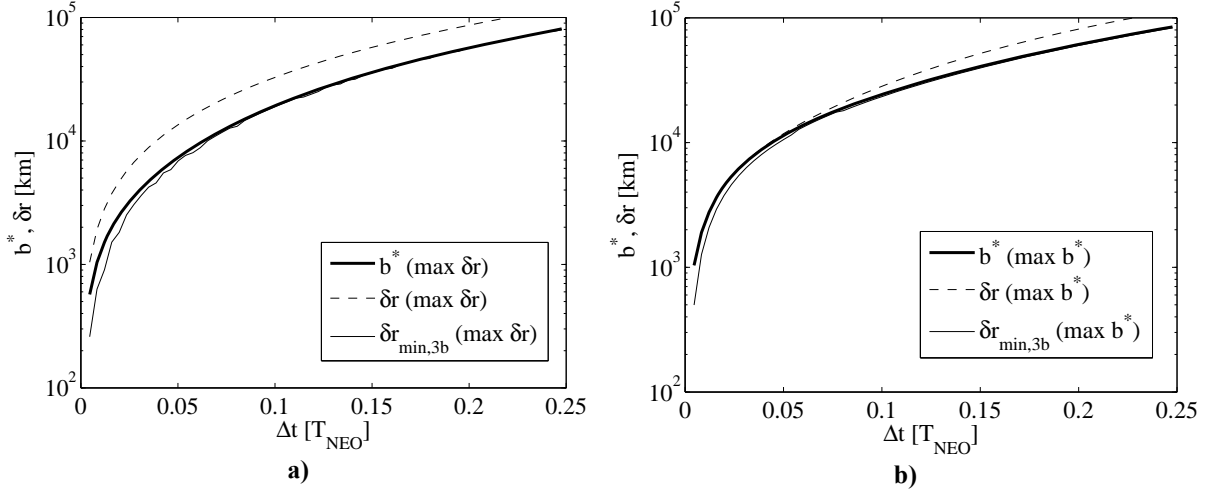 10^5
10^4
10^3
10^2
b^*, δr [km]
b^* (max δr)
δr (max δr)
δr_min,3b (max δr)
0 0.05 0.1 0.15 0.2 0.25
Δt [T_NEO]
a)
10^5
10^4
10^3
10^2
b^*, δr [km]
b^* (max b^*)
δr (max b^*)
δr_min,3b (max b^*)
0 0.05 0.1 0.15 0.2 0.25
Δt [T_NEO]
b)